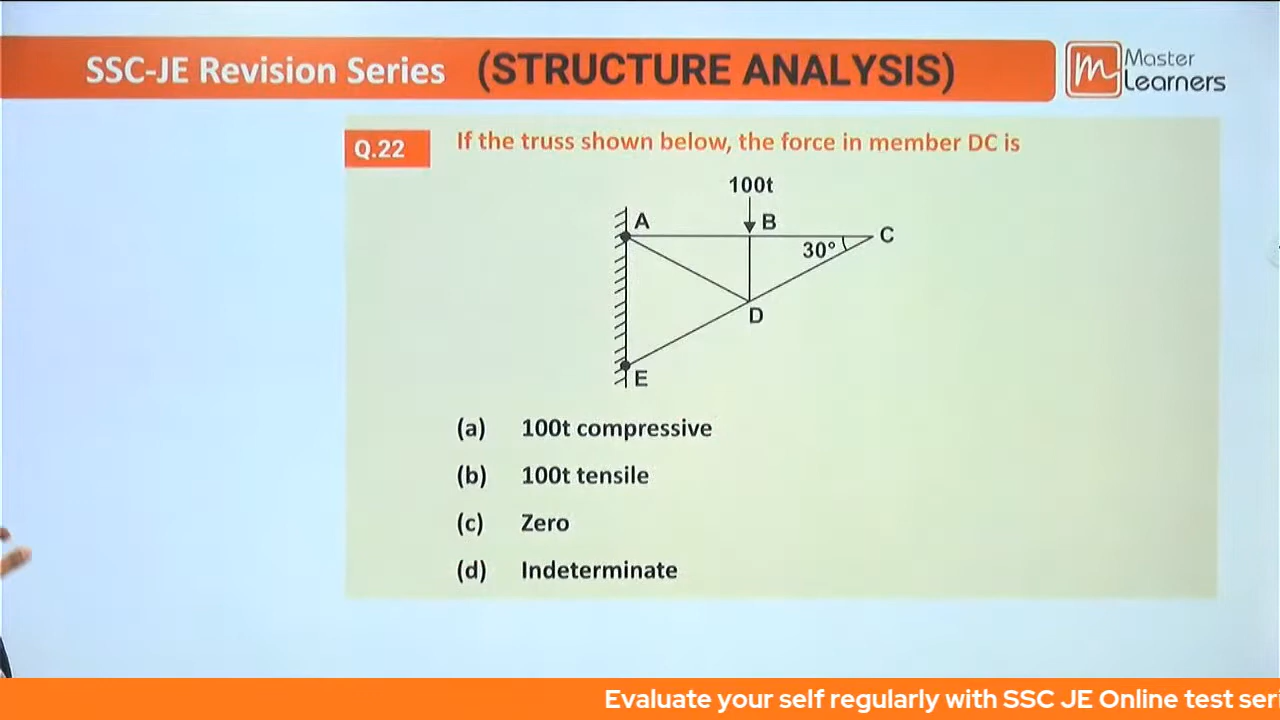 SSC-JE Revision Series (STRUCTURE ANALYSIS)
Master
Learners
Q.22 If the truss shown below, the force in member DC is
100t
A
B
C
30°
D
E
(a) 100t compressive
(b) 100t tensile
(c) Zero
(d) Indeterminate
Evaluate your self regularly with SSC JE Online test seri